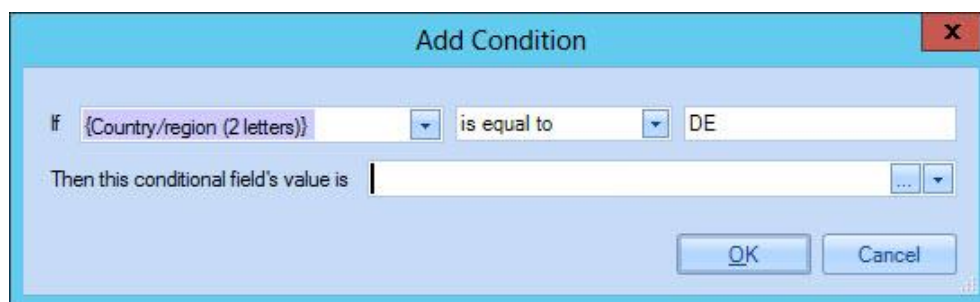 Add Condition
x
If {Country/region (2 letters)} is equal to DE
Then this conditional field's value is ...
OK Cancel